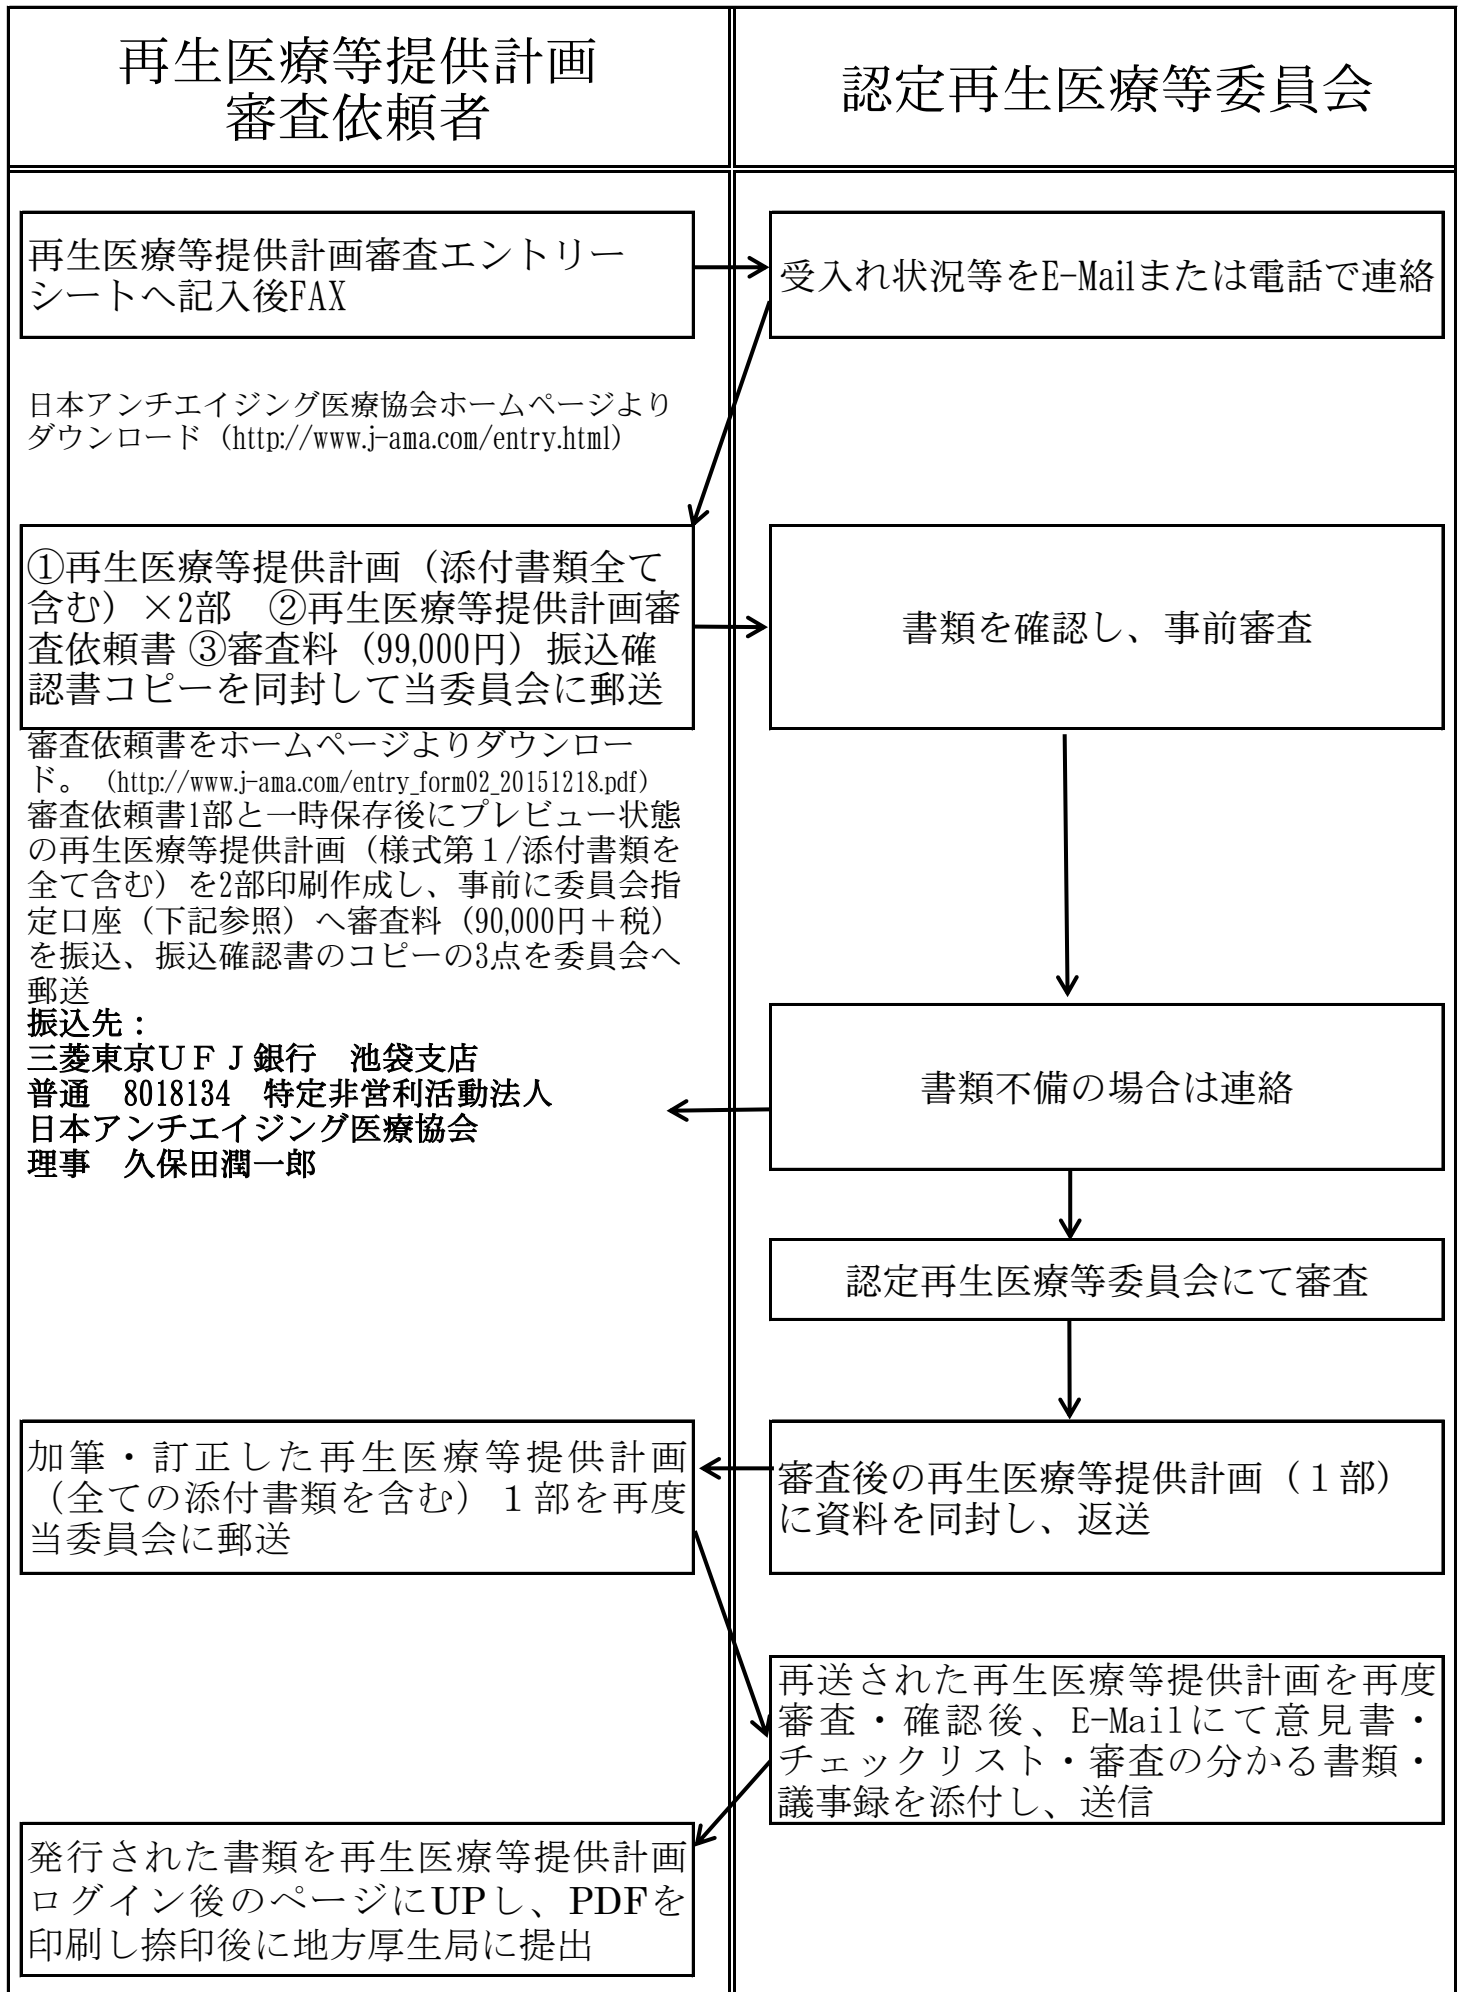 再生医療等提供計画
審査依頼者
認定再生医療等委員会
再生医療等提供計画審査エントリー
シートへ記入後FAX
受入れ状況等をE-Mailまたは電話で連絡
日本アンチエイジング医療協会ホームページより
ダウンロード（http://www.j-ama.com/entry.html）
①再生医療等提供計画（添付書類全て
含む）×2部　②再生医療等提供計画審
査依頼書 ③審査料（99,000円）振込確
認書コピーを同封して当委員会に郵送
書類を確認し、事前審査
審査依頼書をホームページよりダウンロー
ド。（http://www.j-ama.com/entry_form02_20151218.pdf）
審査依頼書1部と一時保存後にプレビュー状態
の再生医療等提供計画（様式第１/添付書類を
全て含む）を2部印刷作成し、事前に委員会指
定口座（下記参照）へ審査料（90,000円＋税）
を振込、振込確認書のコピーの3点を委員会へ
郵送
振込先：
三菱東京ＵＦＪ銀行　池袋支店
普通　8018134　特定非営利活動法人
日本アンチエイジング医療協会
理事　久保田潤一郎
書類不備の場合は連絡
認定再生医療等委員会にて審査
審査後の再生医療等提供計画（１部）
に資料を同封し、返送
加筆・訂正した再生医療等提供計画
（全ての添付書類を含む）１部を再度
当委員会に郵送
再送された再生医療等提供計画を再度
審査・確認後、E-Mailにて意見書・
チェックリスト・審査の分かる書類・
議事録を添付し、送信
発行された書類を再生医療等提供計画
ログイン後のページにUPし、PDFを
印刷し捺印後に地方厚生局に提出